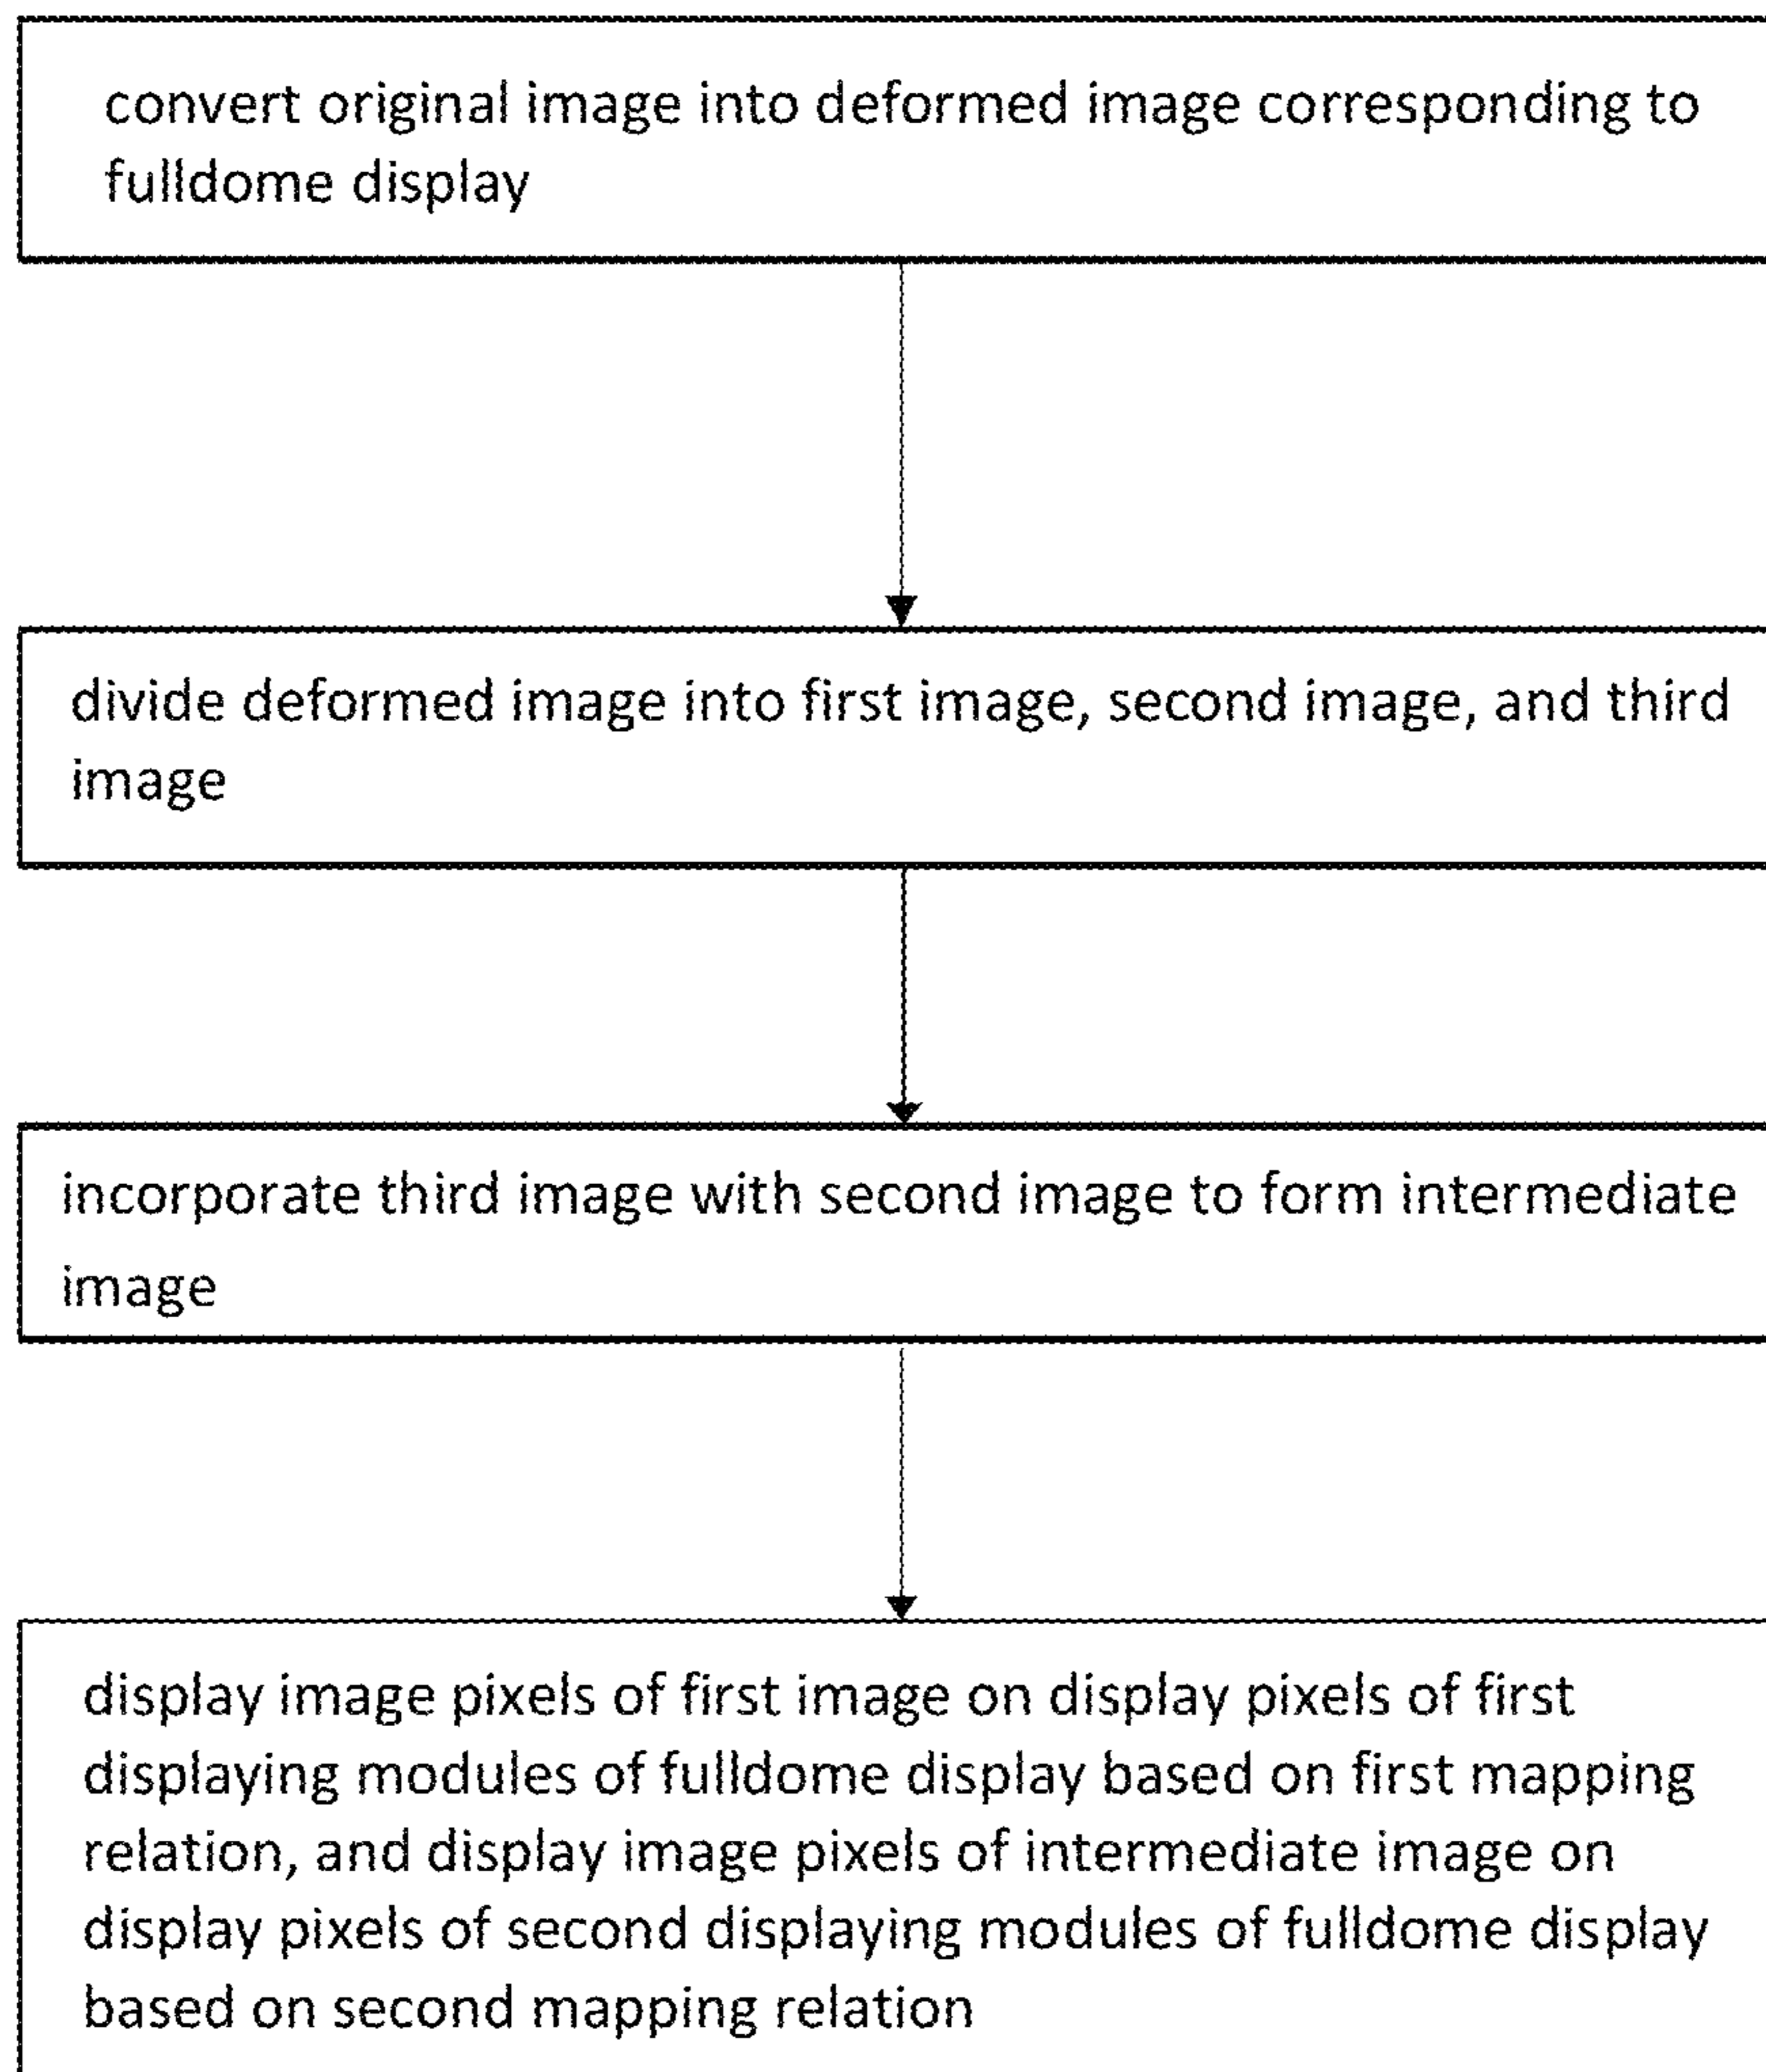 convert original image into deformed image corresponding to
fulldome display
divide deformed image into first image, second image, and third
image
incorporate third image with second image to form intermediate
image
display image pixels of first image on display pixels of first
displaying modules of fulldome display based on first mapping
relation, and display image pixels of intermediate image on
display pixels of second displaying modules of fulldome display
based on second mapping relation